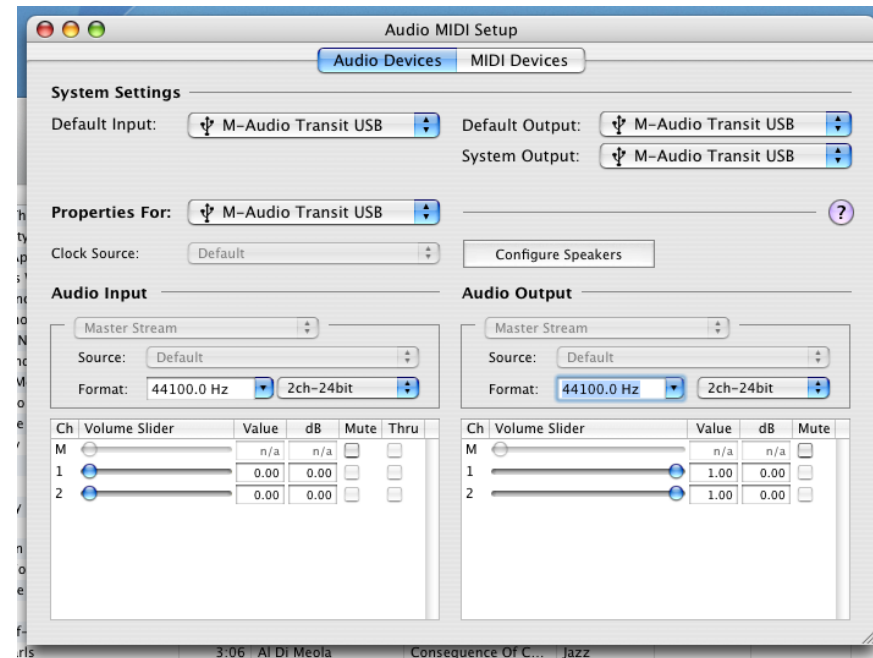 Audio MIDI Setup
Audio Devices MIDI Devices
System Settings
Default Input: M-Audio Transit USB
Default Output: M-Audio Transit USB
System Output: M-Audio Transit USB
Properties For: M-Audio Transit USB ?
Clock Source: Default
Configure Speakers
Audio Input
Audio Output
Master Stream
Source: Default
Format: 44100.0 Hz 2ch-24bit
Master Stream
Source: Default
Format: 44100.0 Hz 2ch-24bit
Ch Volume Slider Value dB Mute Thru
M n/a n/a
1 0.00 0.00
2 0.00 0.00
Ch Volume Slider Value dB Mute
M n/a n/a
1 1.00 0.00
2 1.00 0.00
3:06 Al Di Meola Consequence Of C... Jazz